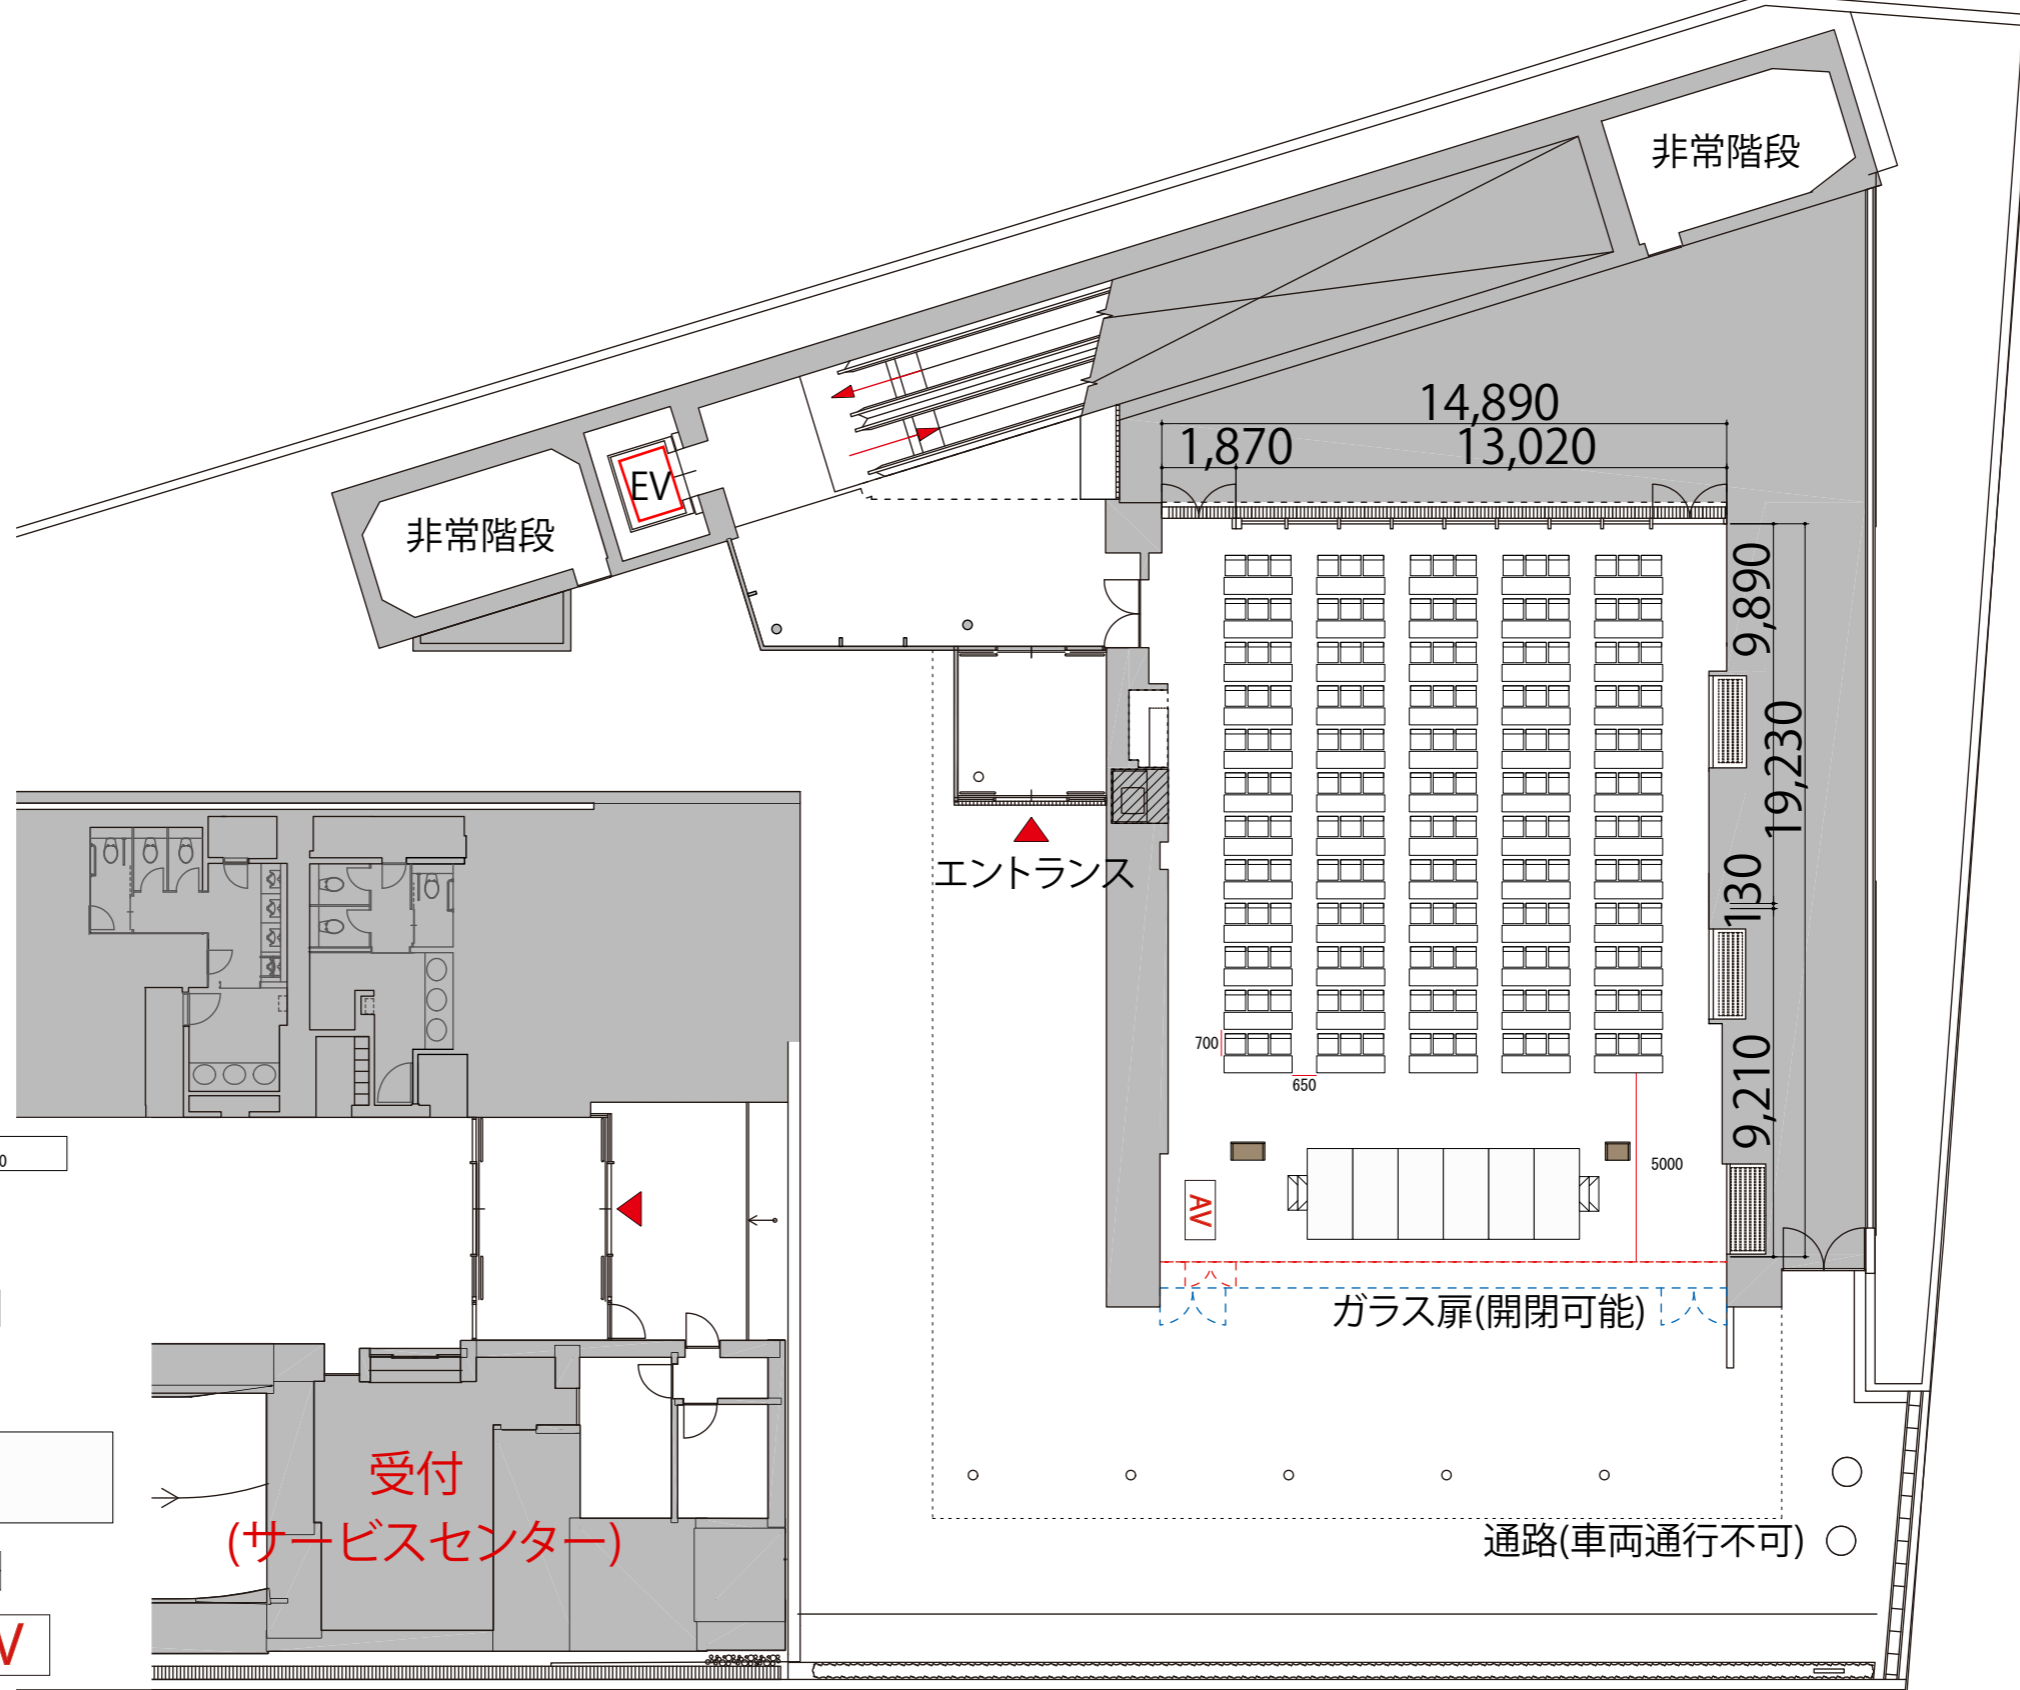 非常階段
14,890
1,870
13,020
EV
非常階段
9,890
19,230
エントランス
130
700
650
9,210
0
5000
AV
ガラス扉(開閉可能)
受付
(サービスセンター)
通路(車両通行不可)
V